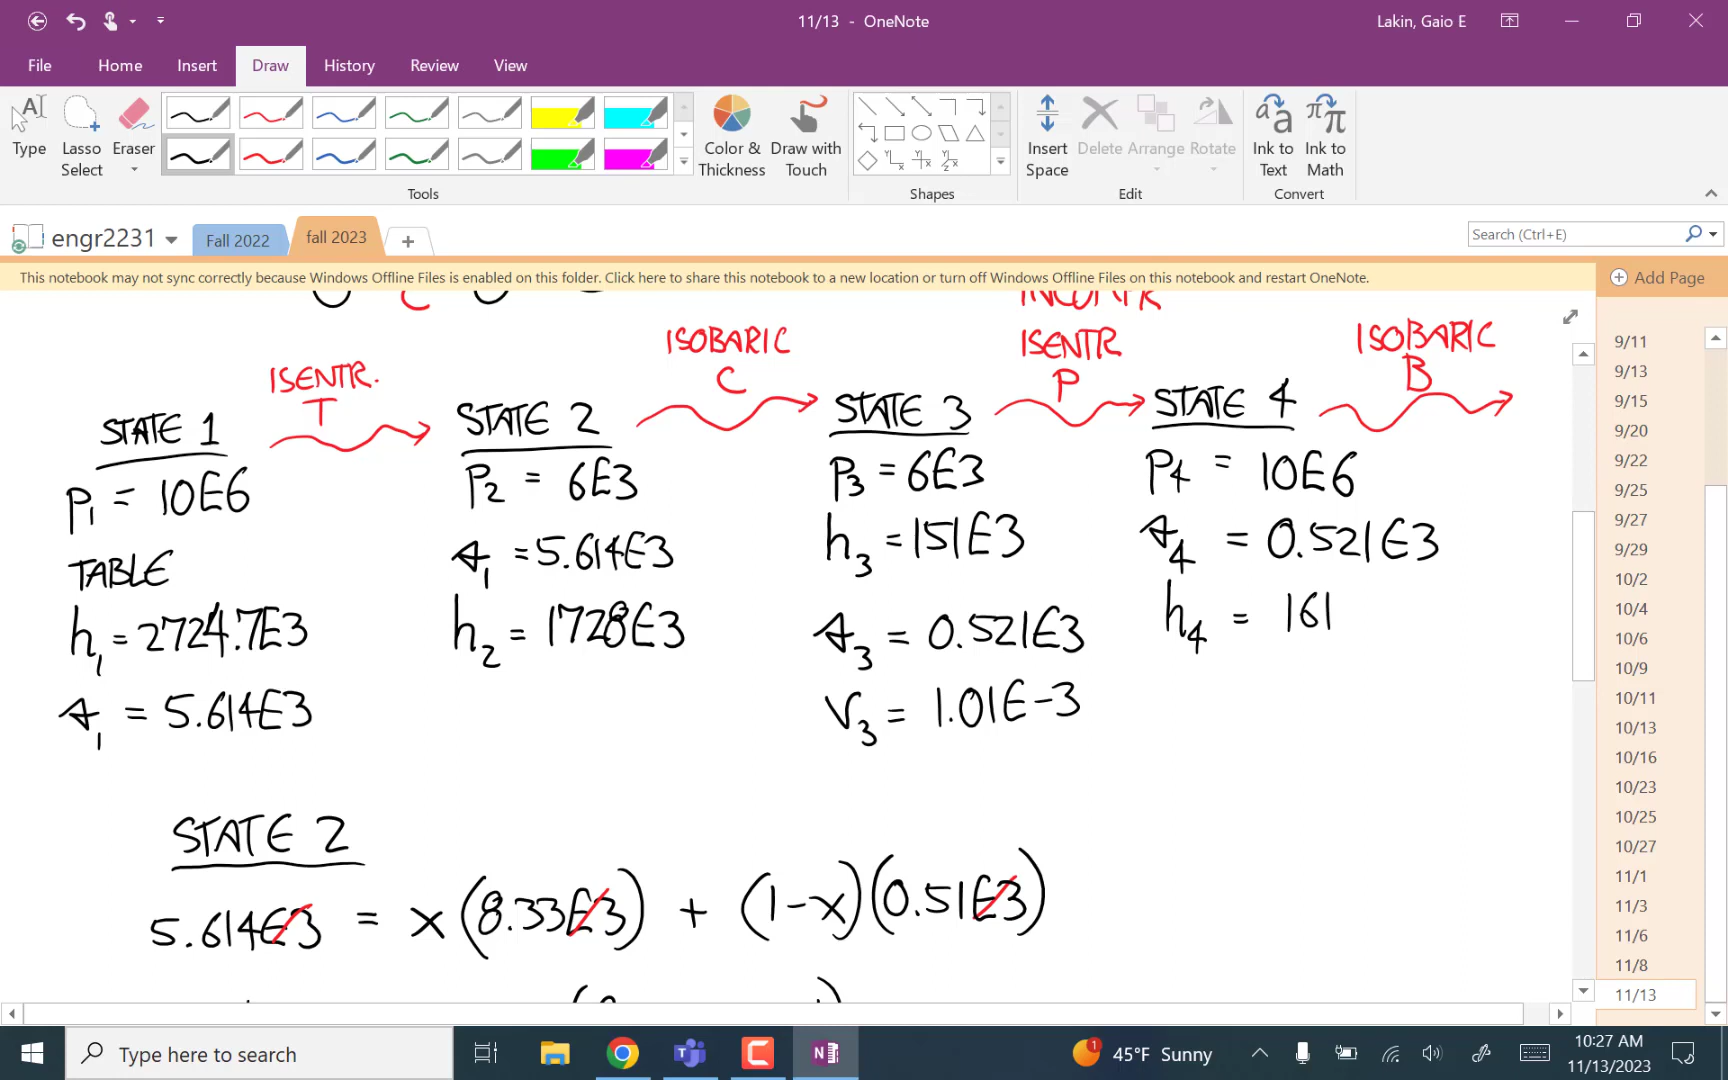 11/13 - OneNote
Lakin, Gaio E
File Home Insert Draw History Review View
Type
Lasso Select
Eraser
Color & Thickness
Draw with Touch
Insert Space
Delete
Arrange
Rotate
Ink to Text
Ink to Math
Tools
Shapes
Edit
Convert
engr2231
Fall 2022
fall 2023
Search (Ctrl+E)
This notebook may not sync correctly because Windows Offline Files is enabled on this folder. Click here to share this notebook to a new location or turn off Windows Offline Files on this notebook and restart OneNote.
Add Page
ISENTR.
T
ISOBARIC
C
ISENTR
P
ISOBARIC
B
STATE 1
P1 = 10E6
TABLE
h1 = 2724.7E3
s1 = 5.614E3
STATE 2
P2 = 6E3
s1 = 5.614E3
h2 = 1728E3
STATE 3
P3 = 6E3
h3 = 151E3
s3 = 0.521E3
V3 = 1.01E-3
STATE 4
P4 = 10E6
s4 = 0.521E3
h4 = 161
STATE 2
5.614E3 = x(8.33E3) + (1-x)(0.51E3)
9/11
9/13
9/15
9/20
9/22
9/25
9/27
9/29
10/2
10/4
10/6
10/9
10/11
10/13
10/16
10/23
10/25
10/27
11/1
11/3
11/6
11/8
11/13
Type here to search
45°F Sunny
10:27 AM
11/13/2023